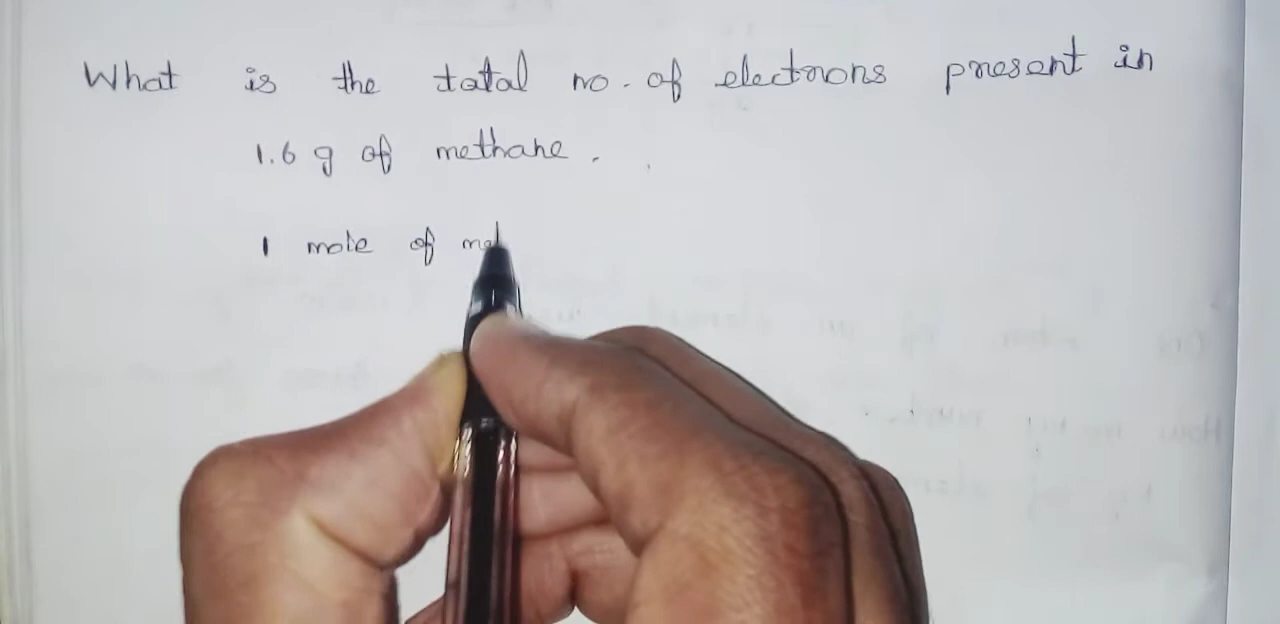 What is the total no. of electrons present in
1.6 g of methane.
1 mole of